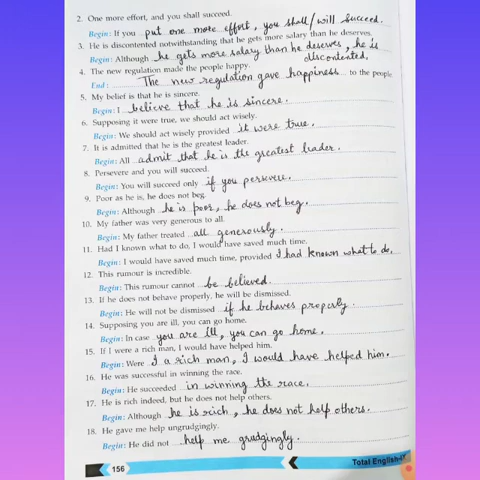 2. One more effort, and you shall succeed.
Begin: If you put one more effort, you shall/will succeed.
3. He is discontented notwithstanding that he gets more salary than he deserves.
Begin: Although he gets more salary than he deserves, he is
discontented.
4. The new regulation made the people happy.
End: The new regulation gave happiness to the people
5. My belief is that he is sincere.
Begin: I believe that he is sincere.
6. Supposing it were true, we should act wisely.
Begin: We should act wisely provided it were true.
7. It is admitted that he is the greatest leader.
Begin: All admit that he is the greatest leader.
8. Persevere and you will succeed.
Begin: You will succeed only if you persevere.
9. Poor as he is, he does not beg.
Begin: Although he is poor, he does not beg.
10. My father was very generous to all.
Begin: My father treated all generously.
11. Had I known what to do, I would have saved much time.
Begin: I would have saved much time, provided I had known what to do.
12. This rumour is incredible.
Begin: This rumour cannot be believed.
13. If he does not behave properly, he will be dismissed.
Begin: He will not be dismissed if he behaves properly.
14. Supposing you are ill, you can go home.
Begin: In case you are ill, you can go home.
15. If I were a rich man, I would have helped him.
Begin: Were I a rich man, I would have helped him.
16. He was successful in winning the race.
Begin: He succeeded in winning the race.
17. He is rich indeed, but he does not help others.
Begin: Although he is rich, he does not help others.
18. He gave me help ungrudgingly.
Begin: He did not help me grudgingly.
156
Total English